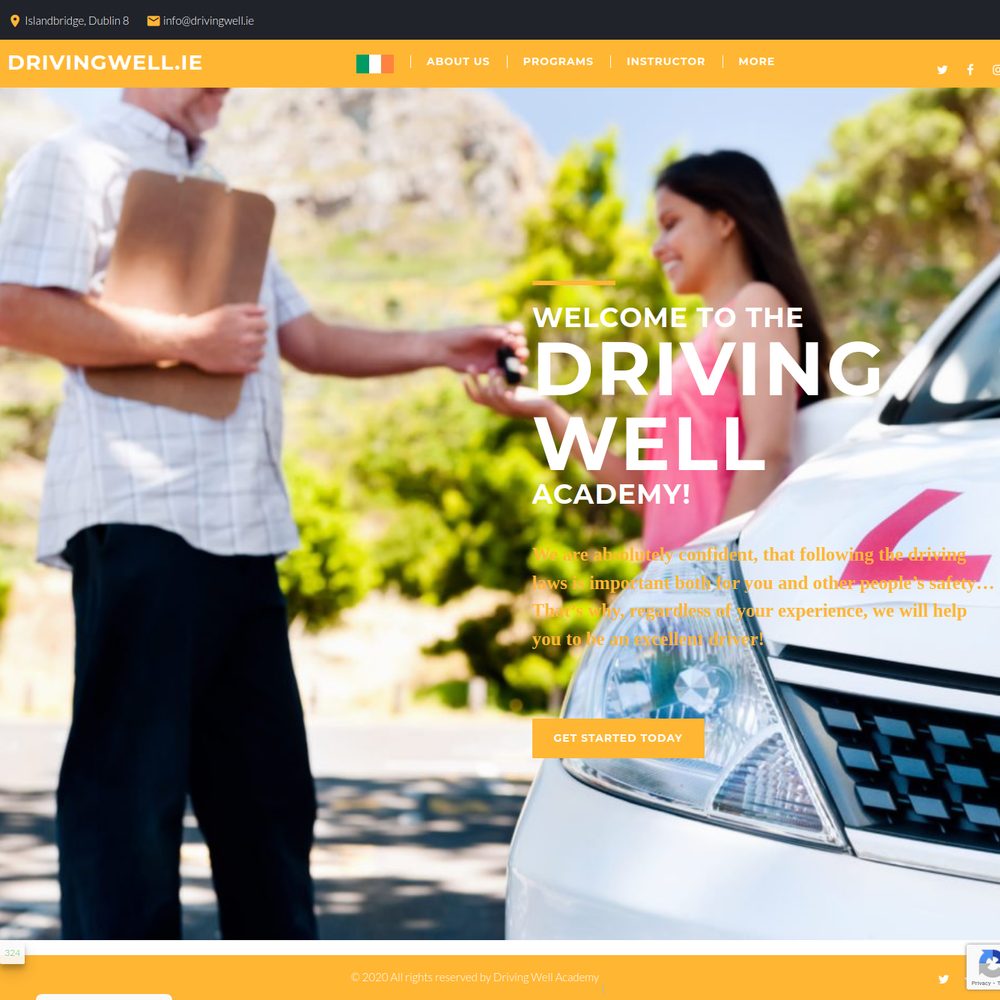 Islandbridge, Dublin 8 info@drivingwell.ie
DRIVINGWELL.IE
ABOUT US PROGRAMS INSTRUCTOR MORE
WELCOME TO THE
DRIVING
WELL
ACADEMY!
We are absolutely confident, that following the driving
laws is important both for you and other people's safety…
That's why, regardless of your experience, we will help
you to be an excellent driver!
GET STARTED TODAY
324
© 2020 All rights reserved by Driving Well Academy
Privacy